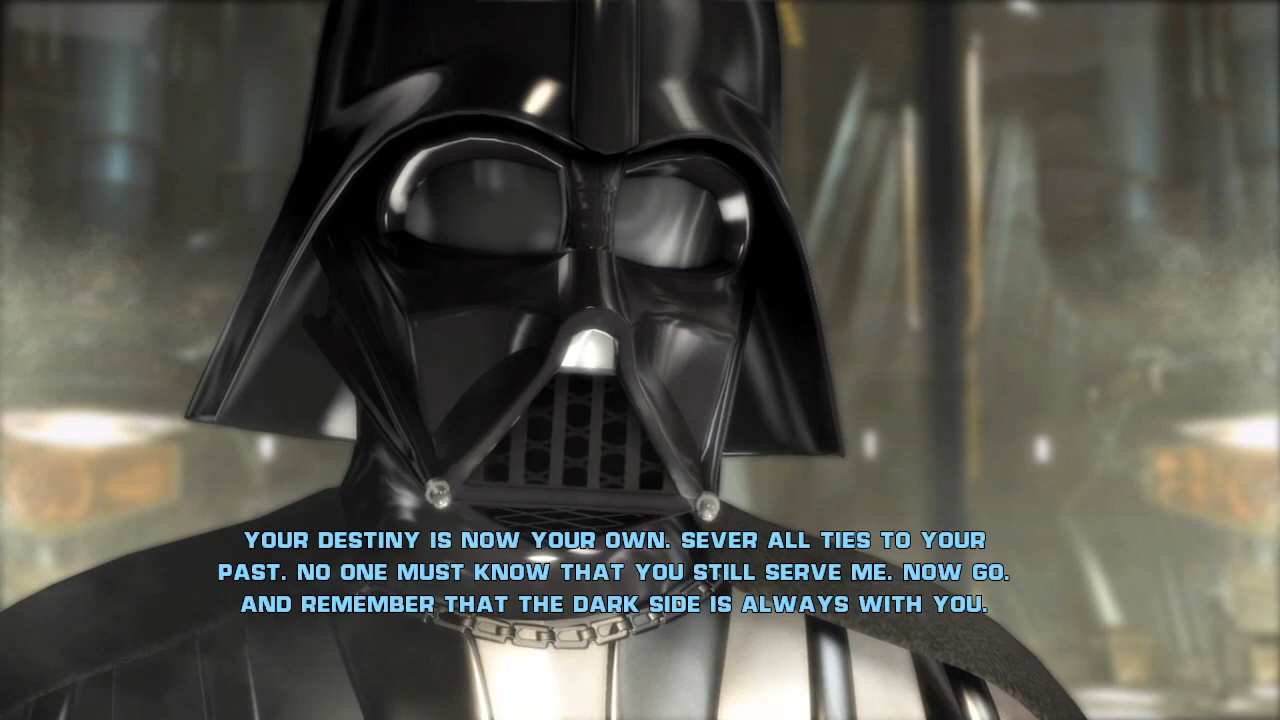 YOUR DESTINY IS NOW YOUR OWN. SEVER ALL TIES TO YOUR
PAST. NO ONE MUST KNOW THAT YOU STILL SERVE ME. NOW GO.
AND REMEMBER THAT THE DARK SIDE IS ALWAYS WITH YOU.